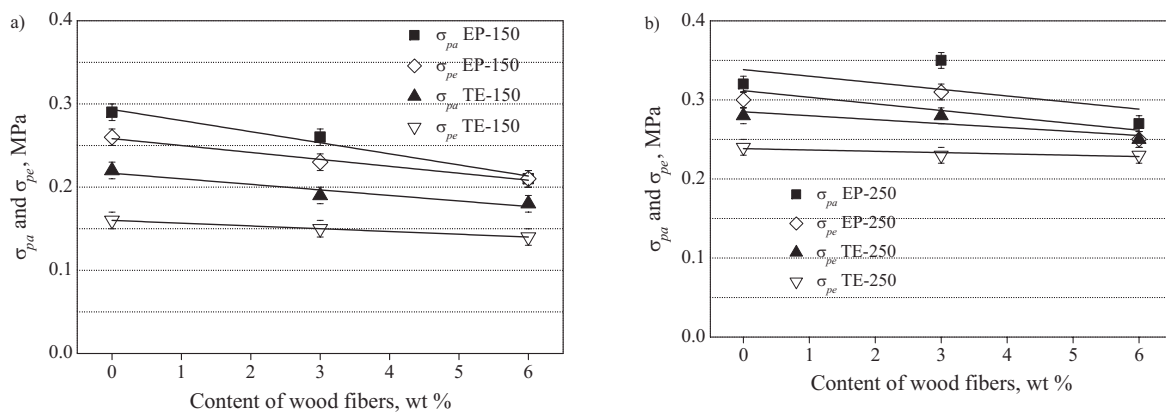 a)
σpa and σpe, MPa
0.4
0.3
0.2
0.1
0.0
σpa EP-150
σpe EP-150
σpa TE-150
σpe TE-150
0 1 2 3 4 5 6
Content of wood fibers, wt %
b)
σpa and σpe, MPa
0.4
0.3
0.2
0.1
0.0
σpa EP-250
σpe EP-250
σpe TE-250
σpe TE-250
0 1 2 3 4 5 6
Content of wood fibers, wt %